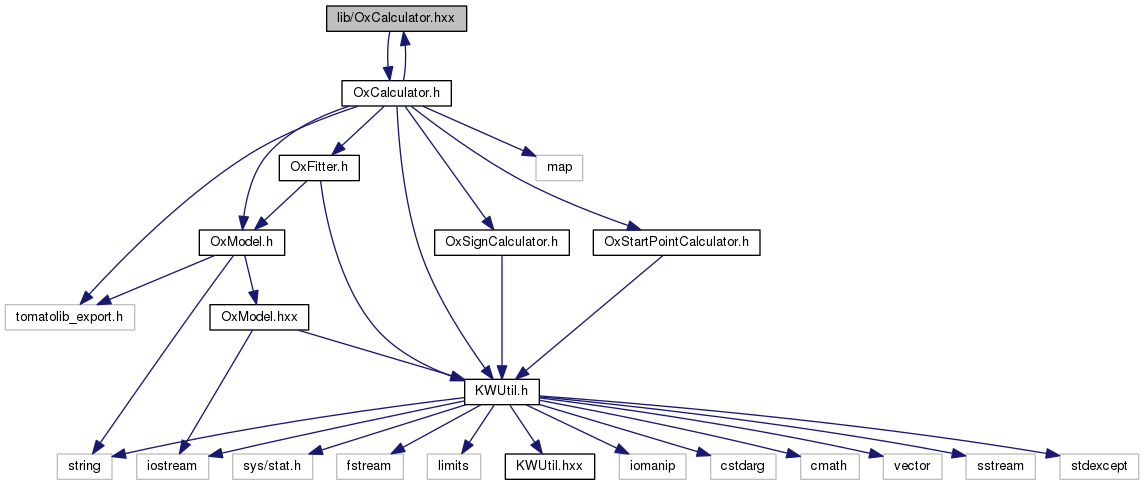 lib/OxCalculator.hxx
OxCalculator.h
OxFitter.h
map
OxModel.h
OxSignCalculator.h
OxStartPointCalculator.h
tomatolib_export.h
OxModel.hxx
KWUtil.h
string
iostream
sys/stat.h
fstream
limits
KWUtil.hxx
iomanip
cstdarg
cmath
vector
sstream
stdexcept